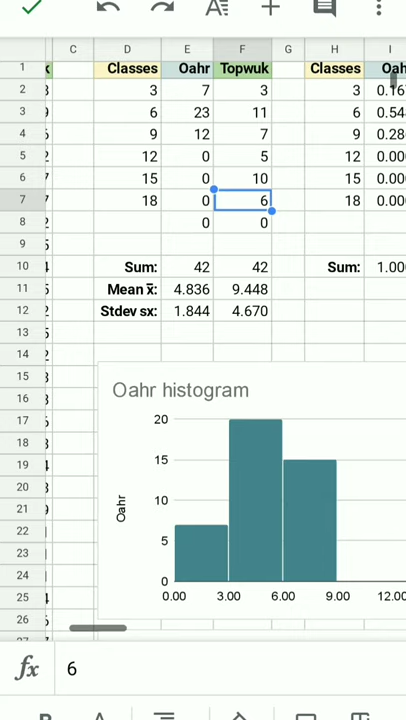 C D E F G H I
1 Classes Oahr Topwuk Classes
2 3 7 3 3 0.16
3 6 23 11 6 0.54
4 9 12 7 9 0.28
5 12 0 5 12 0.00
6 15 0 10 15 0.00
7 18 0 6 18 0.00
8 0 0
9
10 Sum: 42 42 Sum: 1.00
11 Mean x̄: 4.836 9.448
12 Stdev sx: 1.844 4.670
13
14
15
16 Oahr histogram
17 20
18
19 15
20
21 10
22 Oahr
23 5
24
25 0
0.00 3.00 6.00 9.00 12.00
26
fx 6